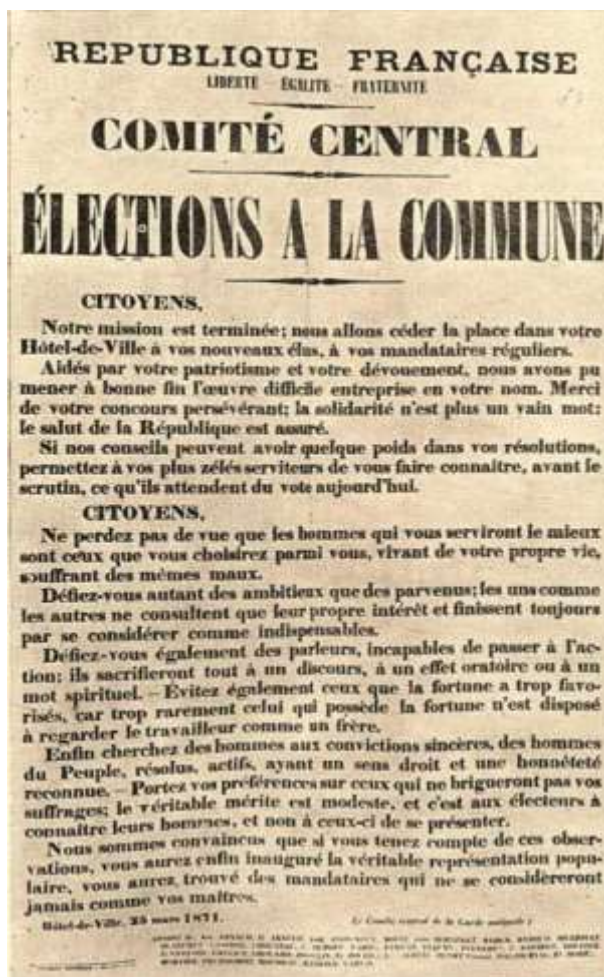 REPUBLIQUE FRANÇAISE
LIBERTE – ÉGALITE – FRATERNITE
COMITÉ CENTRAL
ÉLECTIONS A LA COMMUNE
CITOYENS,
Notre mission est terminée; nous allons céder la place dans votre
Hôtel-de-Ville à vos nouveaux élus, à vos mandataires réguliers.
Aidés par votre patriotisme et votre dévouement, nous avons pu
mener à bonne fin l'œuvre difficile entreprise en votre nom. Merci
de votre concours persévérant; la solidarité n'est plus un vain mot:
le salut de la République est assuré.
Si nos conseils peuvent avoir quelque poids dans vos résolutions,
permettez à vos plus zélés serviteurs de vous faire connaitre, avant le
scrutin, ce qu'ils attendent du vote aujourd'hui.
CITOYENS,
Ne perdez pas de vue que les hommes qui vous serviront le mieux
sont ceux que vous choisirez parmi vous, vivant de votre propre vie,
souffrant des mêmes maux.
Défiez-vous autant des ambitieux que des parvenus; les uns comme
les autres ne consultent que leur propre intérêt et finissent toujours
par se considérer comme indispensables.
Défiez-vous également des parleurs, incapables de passer à l'ac-
tion; ils sacrifieront tout à un discours, à un effet oratoire ou à un
mot spirituel. – Evitez également ceux que la fortune a trop favo-
risés, car trop rarement celui qui possède la fortune n'est disposé
à regarder le travailleur comme un frère.
Enfin cherchez des hommes aux convictions sincères, des hommes
du Peuple, résolus, actifs, ayant un sens droit et une honnêteté
reconnue. – Portez vos préférences sur ceux qui ne brigueront pas vos
suffrages; le véritable mérite est modeste, et c'est aux électeurs à
connaitre leurs hommes, et non à ceux-ci de se présenter.
Nous sommes convaincus que si vous tenez compte de ces obser-
vations, vous aurez enfin inauguré la véritable représentation popu-
laire, vous aurez trouvé des mandataires qui ne se considereront
jamais comme vos maîtres.
Hôtel-de-Ville, 25 mars 1871.
Le Comité central de la Garde nationale :